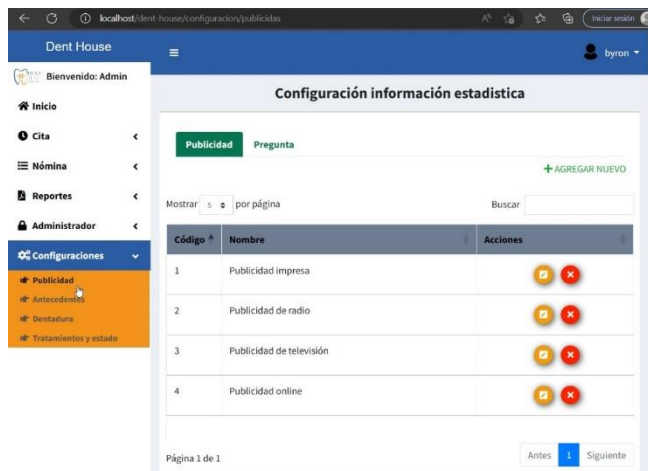 localhost/dent-house/configuracion/publicidas
Iniciar sesión
Dent House
byron
Bienvenido: Admin
Configuración información estadistica
Inicio
Cita
Nómina
Reportes
Administrador
Configuraciones
Publicidad
Antecedentes
Dentadura
Tratamientos y estado
Publicidad Pregunta
+AGREGAR NUEVO
Mostrar 5 por página Buscar
Código Nombre Acciones
1 Publicidad impresa
2 Publicidad de radio
3 Publicidad de televisión
4 Publicidad online
Página 1 de 1 Antes 1 Siguiente